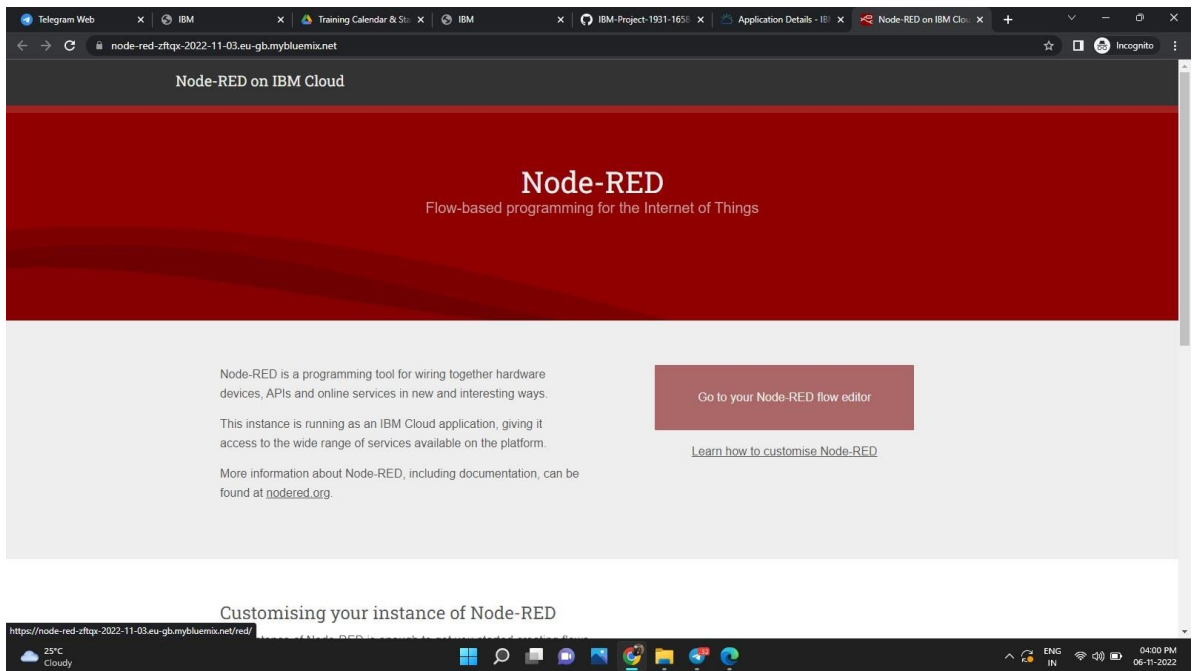 Telegram Web
IBM
Training Calendar & Sta
IBM
IBM-Project-1931-1658
Application Details - IB
Node-RED on IBM Clou
node-red-zftqx-2022-11-03.eu-gb.mybluemix.net
Incognito
Node-RED on IBM Cloud
Node-RED
Flow-based programming for the Internet of Things
Node-RED is a programming tool for wiring together hardware
devices, APIs and online services in new and interesting ways.
This instance is running as an IBM Cloud application, giving it
access to the wide range of services available on the platform.
More information about Node-RED, including documentation, can be
found at nodered.org.
Go to your Node-RED flow editor
Learn how to customise Node-RED
Customising your instance of Node-RED
https://node-red-zftqx-2022-11-03.eu-gb.mybluemix.net/red/
25°C
Cloudy
ENG
IN
04:00 PM
06-11-2022